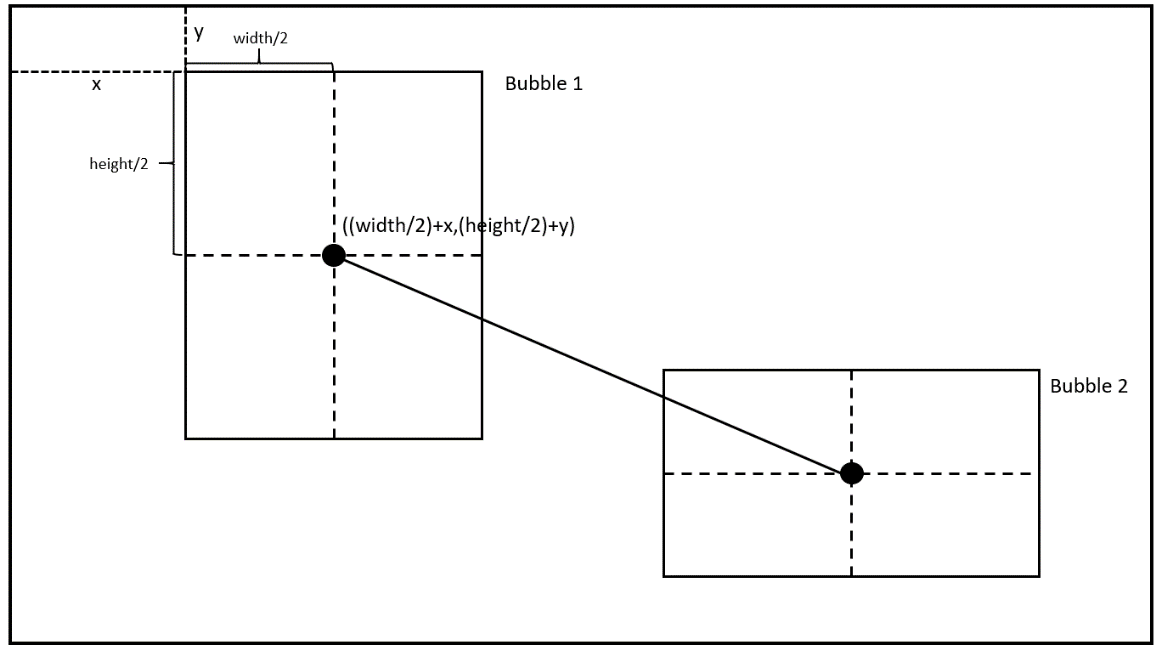 y
width/2
x
Bubble 1
height/2
((width/2)+x,(height/2)+y)
Bubble 2